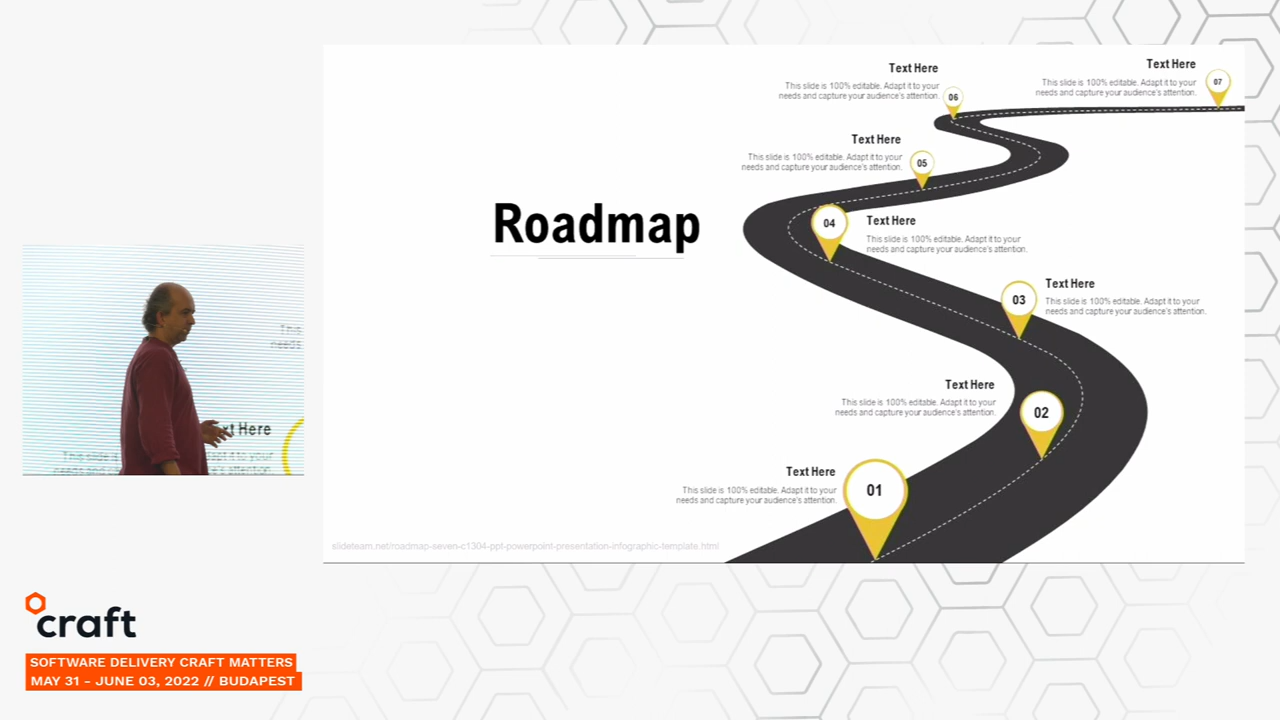 Text Here
This slide is 100% editable. Adapt it to your
needs and capture your audience's attention.
06
Text Here
This slide is 100% editable. Adapt it to your
needs and capture your audience's attention.
07
Text Here
This slide is 100% editable. Adapt it to your
needs and capture your audience's attention.
05
Roadmap
04
Text Here
This slide is 100% editable. Adapt it to your
needs and capture your audience's attention.
03
Text Here
This slide is 100% editable. Adapt it to your
needs and capture your audience's attention.
Text Here
This slide is 100% editable. Adapt it to your
needs and capture your audience's attention.
02
Text Here
This slide is 100% editable. Adapt it to your
needs and capture your audience's attention.
01
slideteam.net/roadmap-seven-c1304-ppt-powerpoint-presentation-infographic-template.html
This
needs
Here
craft
SOFTWARE DELIVERY CRAFT MATTERS
MAY 31 - JUNE 03, 2022 // BUDAPEST